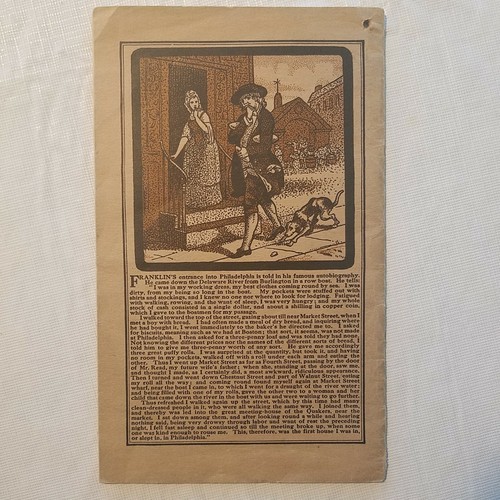 FRANKLIN'S entrance into Philadelphia is told in his famous autobiography.
He came down the Delaware River from Burlington in a row boat. He tells:
"I was in my working dress, my best clothes coming round by sea. I was
dirty, from my being so long in the boat. My pockets were stuffed out with
shirts and stockings, and I knew no one nor where to look for lodging. Fatigued
with walking, rowing, and the want of sleep, I was very hungry; and my whole
stock of cash consisted in a single dollar, and about a shilling in copper coin,
which I gave to the boatmen for my passage.
I walked toward the top of the street, gazing about till near Market Street, when I
met a boy with bread. I had often made a meal of dry bread, and inquiring where
he had bought it, I went immediately to the baker's he directed me to. I asked
for biscuits, meaning such as we had at Boston; that sort, it seems, was not made
at Philadelphia. I then asked for a three-penny loaf and was told they had none.
Not knowing the different prices nor the names of the different sorts of bread, I
told him to give me three-penny worth of any sort. He gave me accordingly
three great puffy rolls. I was surprised at the quantity, but took it, and having
no room in my pockets, walked off with a roll under each arm and eating the
other. Thus I went up Market Street as far as Fourth Street, passing by the door
of Mr. Read, my future wife's father; when she, standing at the door, saw me,
and thought I made, as I certainly did, a most awkward, ridiculous appearance.
Then I turned and went down Chestnut Street and part of Walnut Street, eating
my roll all the way; and coming round found myself again at Market Street
wharf, near the boat I came in, to which I went for a draught of the river water;
and being filled with one of my rolls, gave the other two to a woman and her
child that came down the river in the boat with us and were waiting to go further.
Thus refreshed I walked again up the street, which by this time had many
clean-dressed people in it, who were all walking the same way. I joined them,
and thereby was led into the great meeting-house of the Quakers, near the
market. I sat down among them, and after looking round a while and hearing
nothing said, being very drowsy through labor and want of rest the preceding
night, I fell fast asleep and continued so till the meeting broke up, when some
one was kind enough to rouse me. This, therefore, was the first house I was in,
or slept in, in Philadelphia."